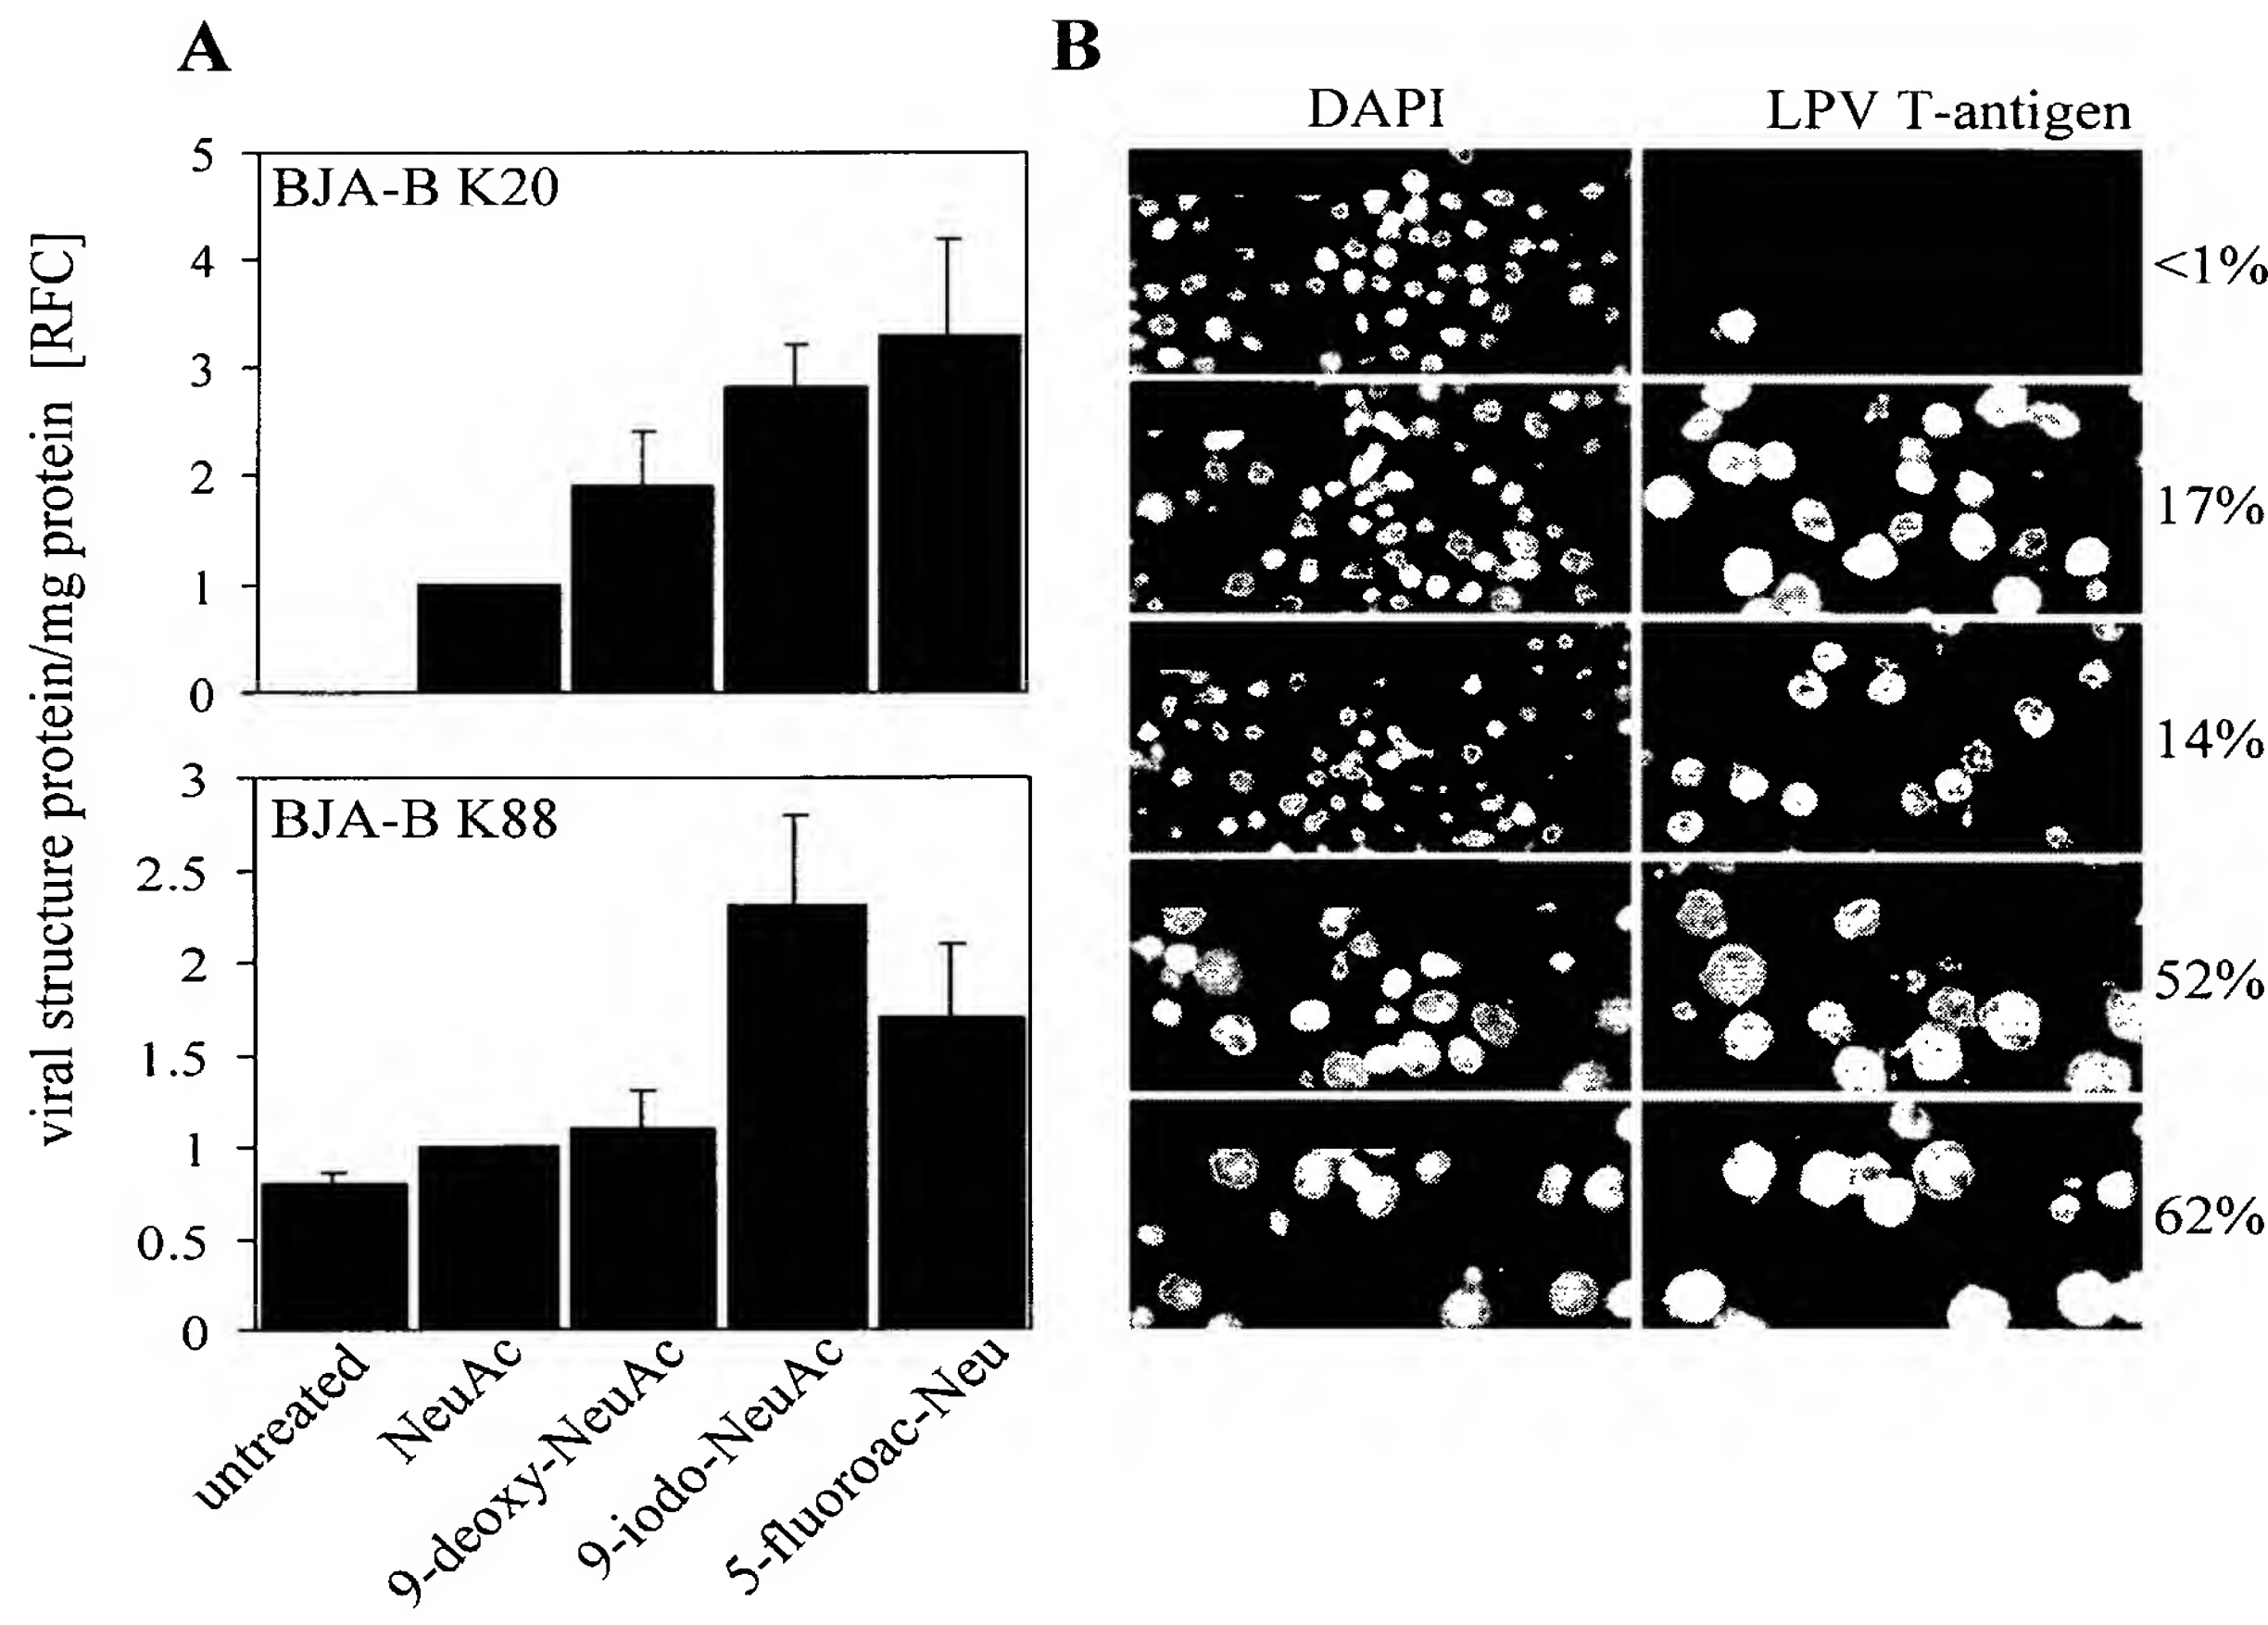 A
B
DAPI
LPV T-antigen
viral structure protein/mg protein [RFC]
5
BJA-B K20
4
3
2
1
0
3
BJA-B K88
2.5
2
1.5
1
0.5
0
untreated
NeuAc
9-deoxy-NeuAc
9-iodo-NeuAc
5-fluoroac-Neu
<1%
17%
14%
52%
62%